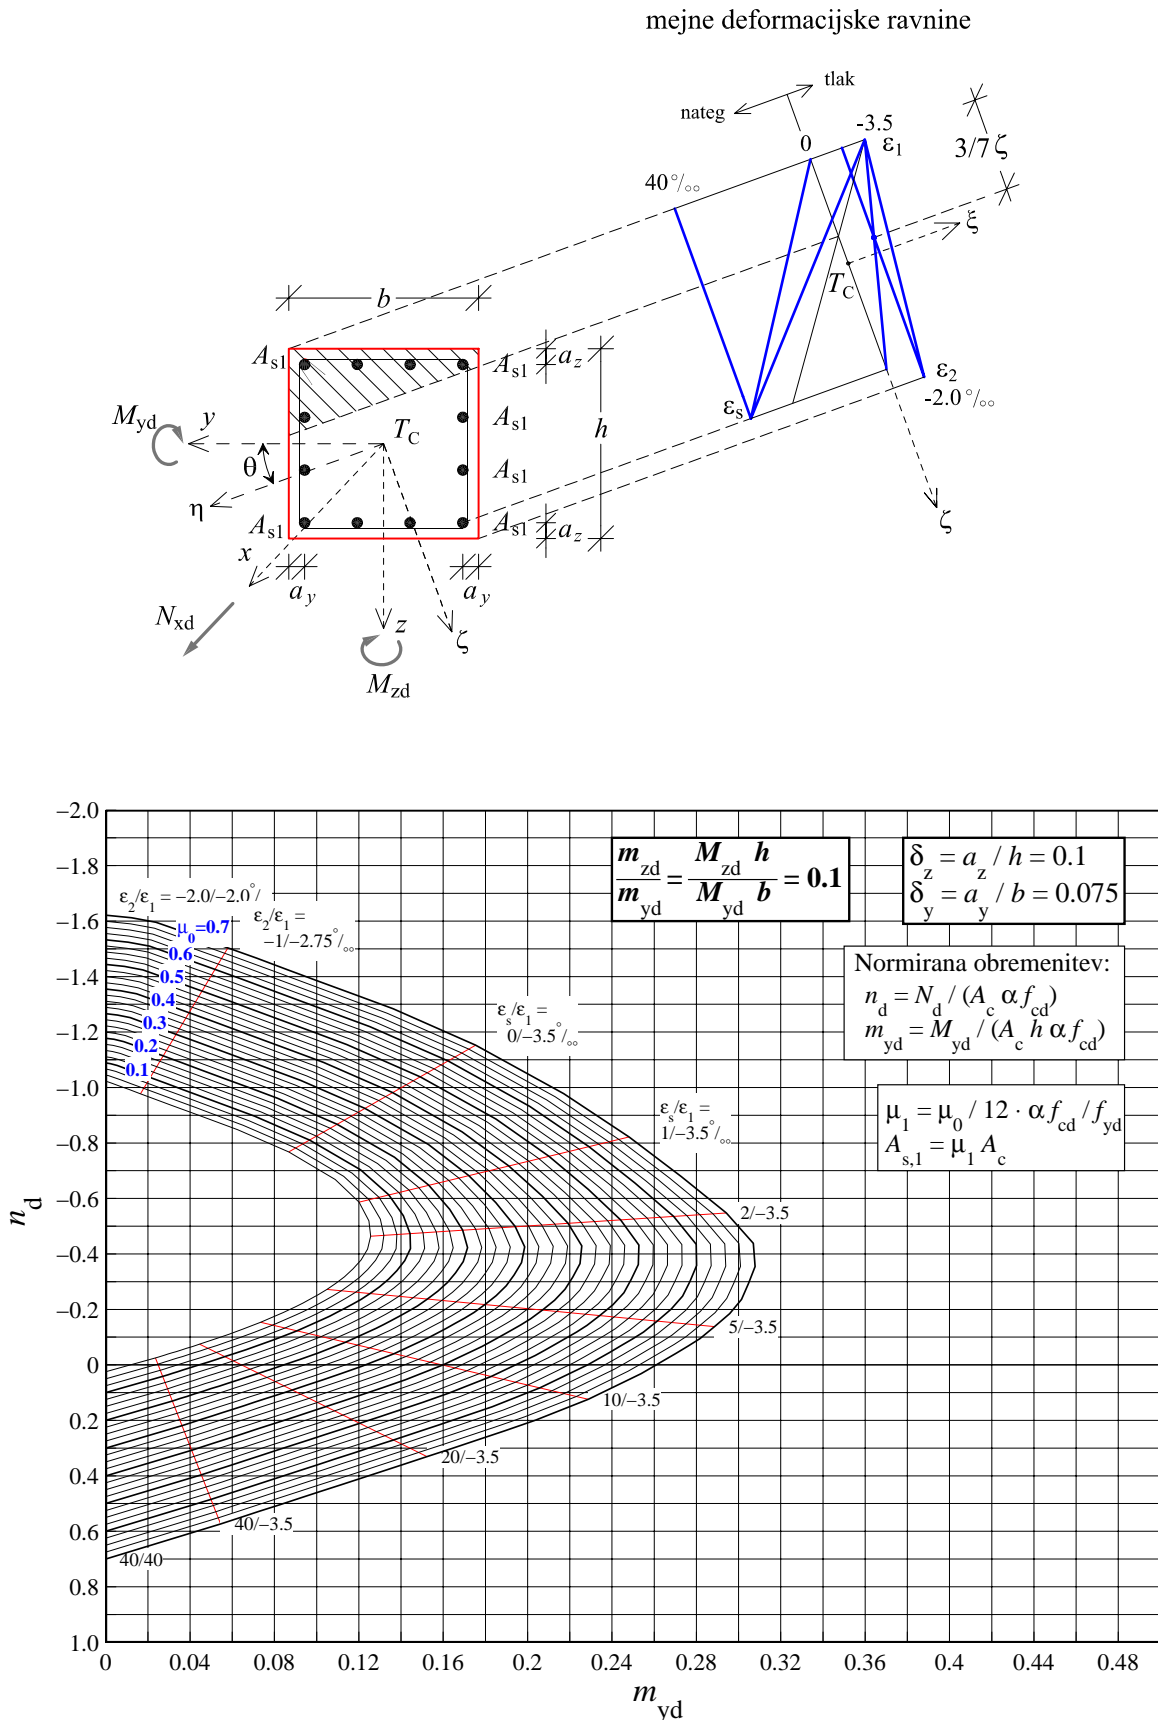 mejne deformacijske ravnine
tlak
nateg
-3.5
0
ε1
3/7 ζ
40 °/oo
ξ
TC
b
As1
As1
az
Myd
y
TC
As1
h
ε2
-2.0 °/oo
εs
θ
As1
η
As1
As1
az
ζ
x
ay
ay
Nxd
z
ζ
Mzd
−2.0
−1.8
−1.6
−1.4
−1.2
−1.0
−0.8
−0.6
−0.4
−0.2
0
0.2
0.4
0.6
0.8
1.0
nd
mzd / myd = Mzd h / Myd b = 0.1
δz = az / h = 0.1
δy = ay / b = 0.075
ε2/ε1 = −2.0/−2.0°/
ε2/ε1 =
−1/−2.75°/oo
μ0=0.7
0.6
0.5
0.4
0.3
0.2
0.1
Normirana obremenitev:
nd = Nd / (Ac α fcd)
myd = Myd / (Ac h α fcd)
εs/ε1 =
0/−3.5°/oo
εs/ε1 =
1/−3.5°/oo
μ1 = μ0 / 12 · α fcd / fyd
As,1 = μ1 Ac
2/−3.5
5/−3.5
10/−3.5
20/−3.5
40/−3.5
40/40
0
0.04
0.08
0.12
0.16
0.2
0.24
0.28
0.32
0.36
0.4
0.44
0.48
myd